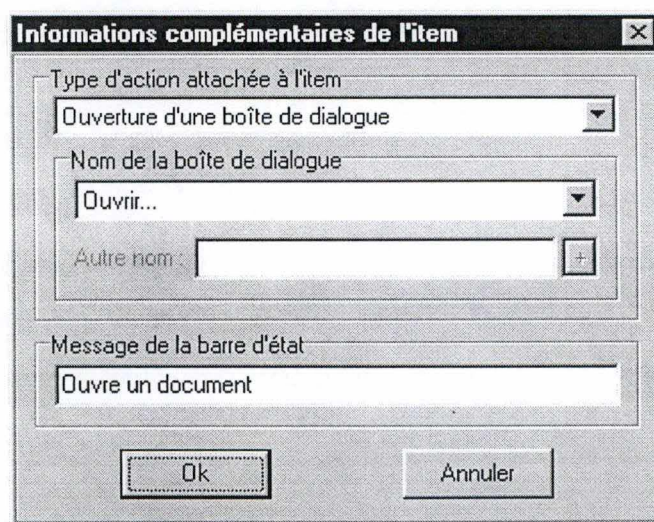 Informations complémentaires de l'item
Type d'action attachée à l'item
Ouverture d'une boîte de dialogue
Nom de la boîte de dialogue
Ouvrir...
Autre nom :
+
Message de la barre d'état
Ouvre un document
Ok
Annuler